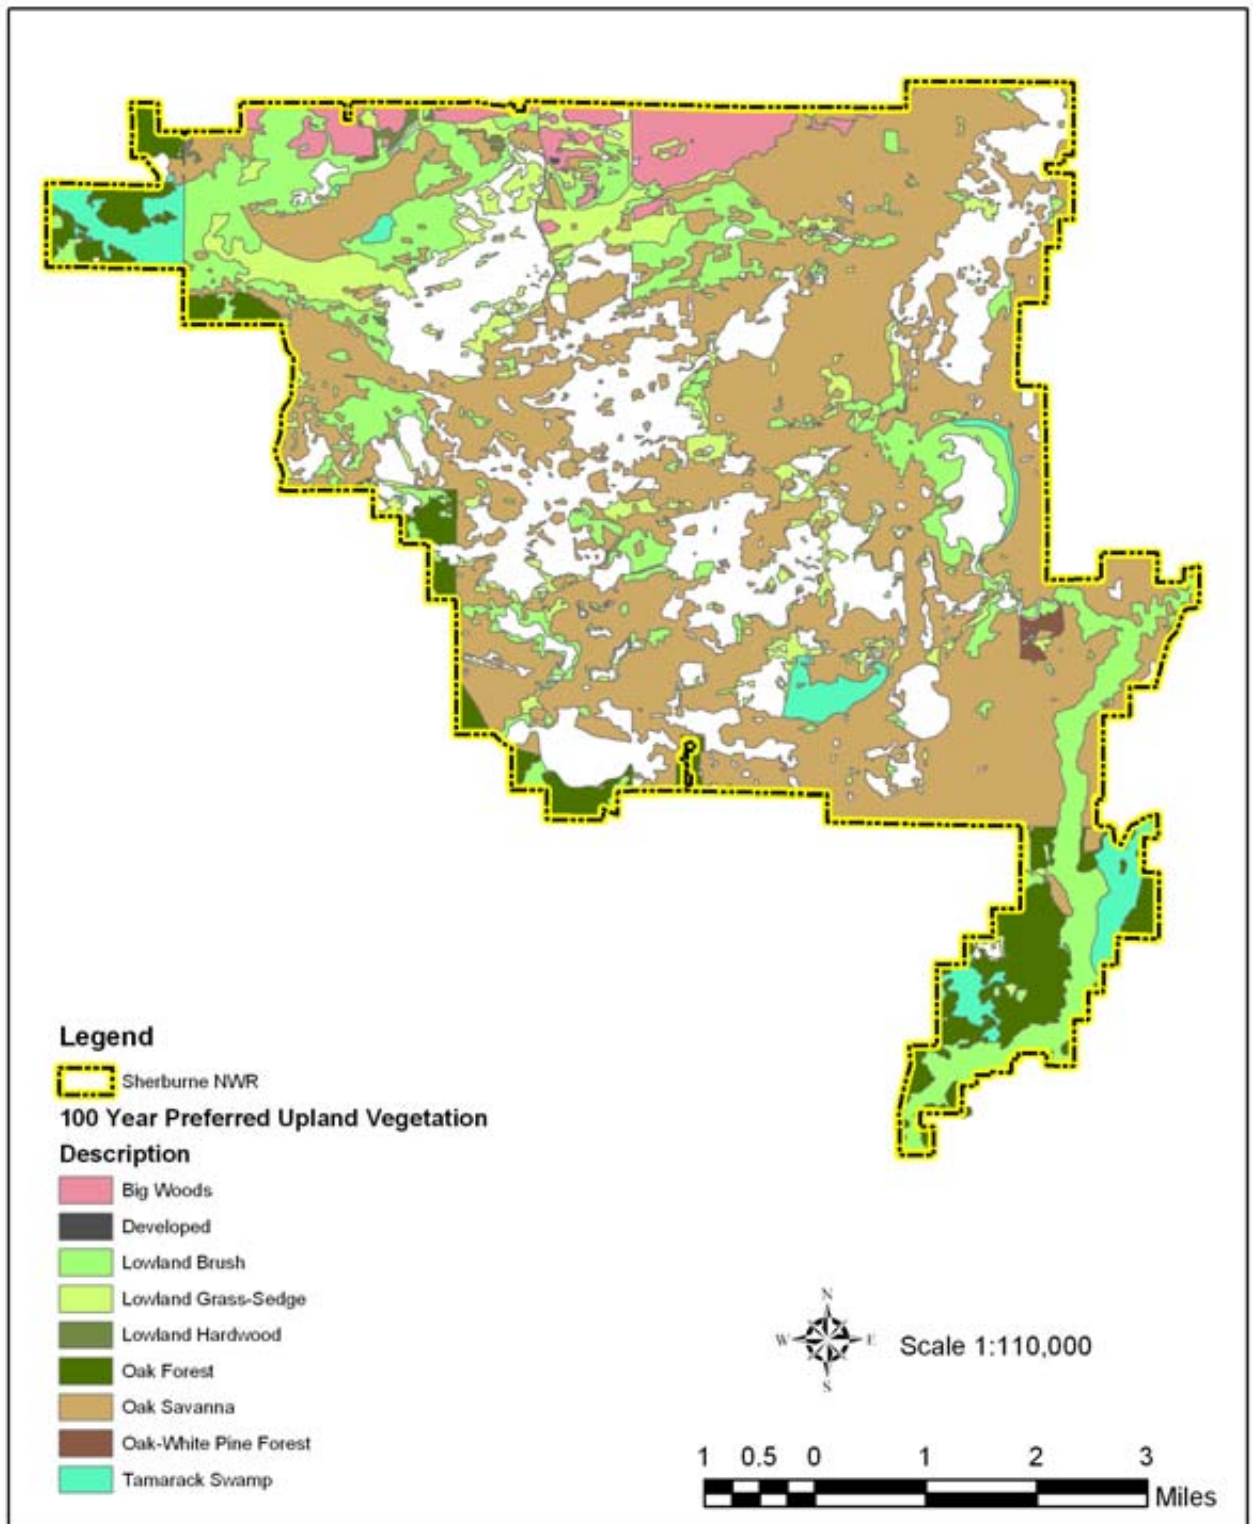 Legend
Sherburne NWR
100 Year Preferred Upland Vegetation
Description
Big Woods
Developed
Lowland Brush
Lowland Grass-Sedge
Lowland Hardwood
Oak Forest
Oak Savanna
Oak-White Pine Forest
Tamarack Swamp
N
W E
S
Scale 1:110,000
1 0.5 0 1 2 3
Miles